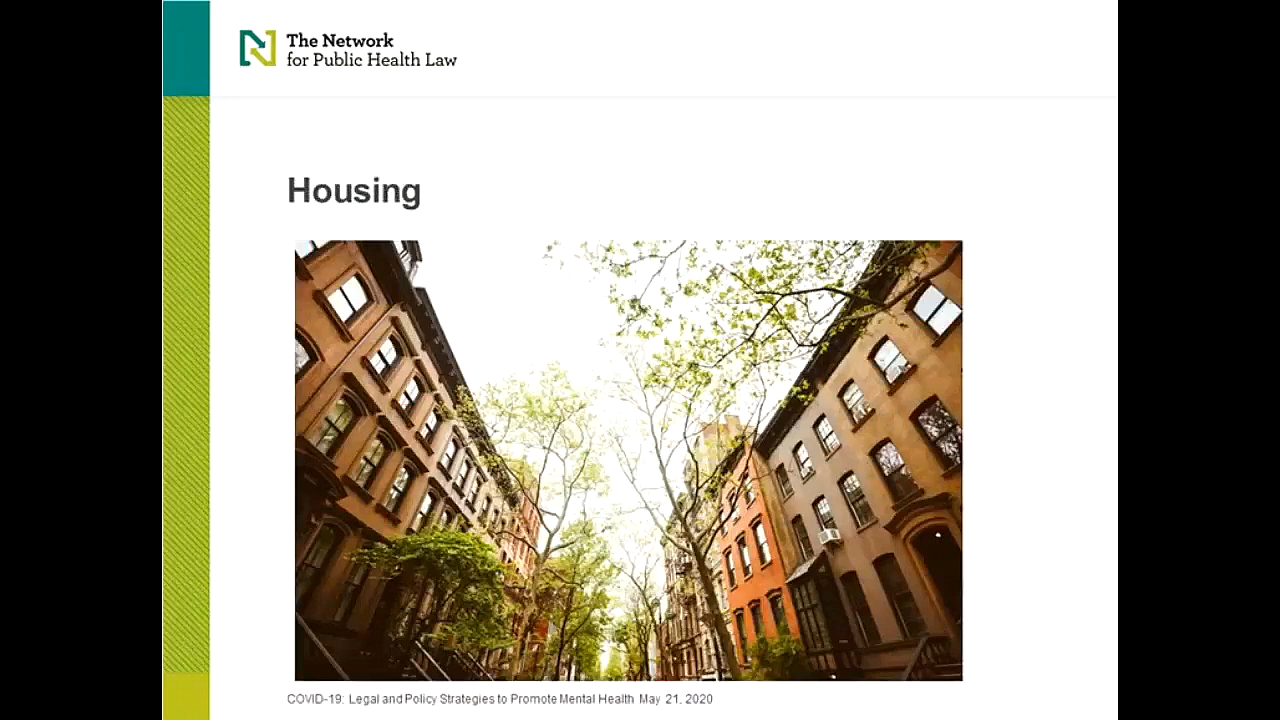 The Network
for Public Health Law
Housing
COVID-19: Legal and Policy Strategies to Promote Mental Health May 21, 2020